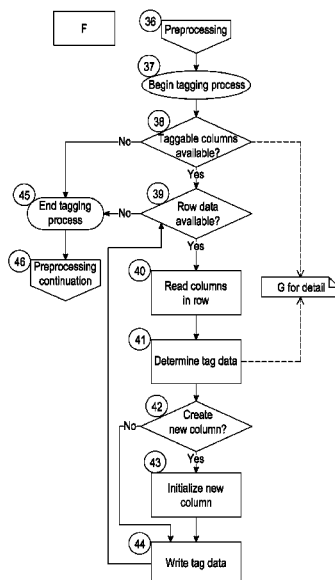 F
36
Preprocessing
37
Begin tagging process
38
Taggable columns
available?
No
Yes
39
Row data
available?
No
Yes
45
End tagging
process
46
Preprocessing
continuation
40
Read columns
in row
G for detail
41
Determine tag data
42
Create
new column?
No
Yes
43
Initialize new
column
44
Write tag data